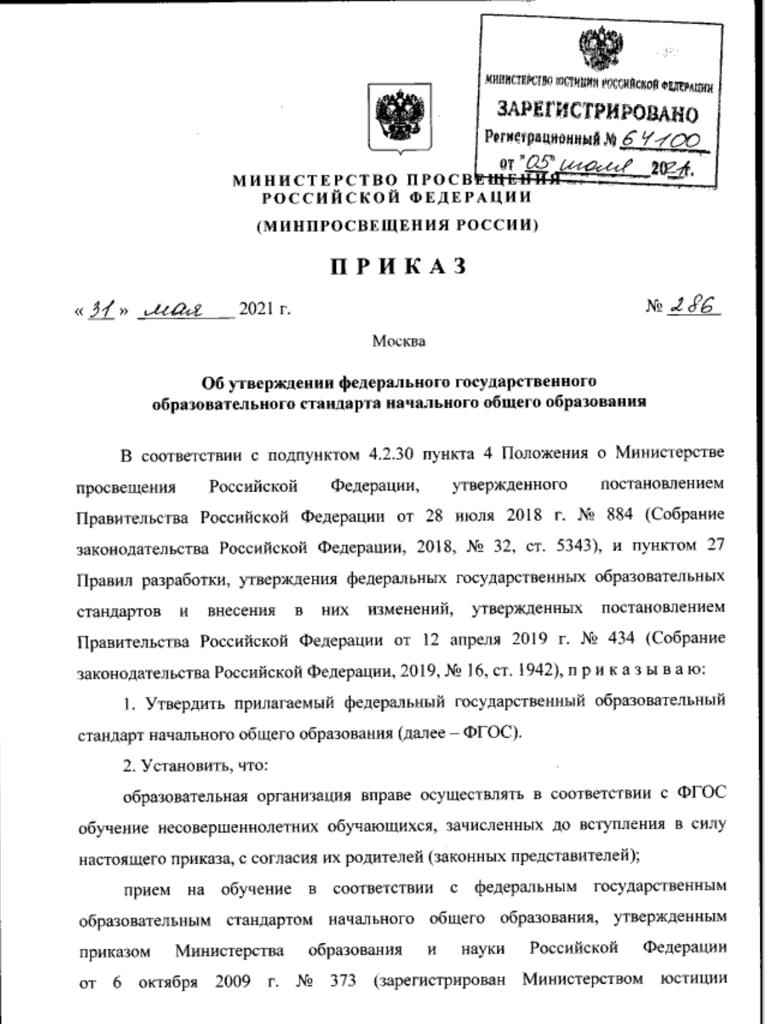 МИНИСТЕРСТВО ЮСТИЦИИ РОССИЙСКОЙ ФЕДЕРАЦИИ
ЗАРЕГИСТРИРОВАНО
Регистрационный № 64100
от "05" июля 2021г.
МИНИСТЕРСТВО ПРОСВЕЩЕНИЯ
РОССИЙСКОЙ ФЕДЕРАЦИИ
(МИНПРОСВЕЩЕНИЯ РОССИИ)
ПРИКАЗ
« 31 » мая 2021 г.
№ 286
Москва
Об утверждении федерального государственного
образовательного стандарта начального общего образования
В соответствии с подпунктом 4.2.30 пункта 4 Положения о Министерстве
просвещения Российской Федерации, утвержденного постановлением
Правительства Российской Федерации от 28 июля 2018 г. № 884 (Собрание
законодательства Российской Федерации, 2018, № 32, ст. 5343), и пунктом 27
Правил разработки, утверждения федеральных государственных образовательных
стандартов и внесения в них изменений, утвержденных постановлением
Правительства Российской Федерации от 12 апреля 2019 г. № 434 (Собрание
законодательства Российской Федерации, 2019, № 16, ст. 1942), п р и к а з ы в а ю:
1. Утвердить прилагаемый федеральный государственный образовательный
стандарт начального общего образования (далее – ФГОС).
2. Установить, что:
образовательная организация вправе осуществлять в соответствии с ФГОС
обучение несовершеннолетних обучающихся, зачисленных до вступления в силу
настоящего приказа, с согласия их родителей (законных представителей);
прием на обучение в соответствии с федеральным государственным
образовательным стандартом начального общего образования, утвержденным
приказом Министерства образования и науки Российской Федерации
от 6 октября 2009 г. № 373 (зарегистрирован Министерством юстиции